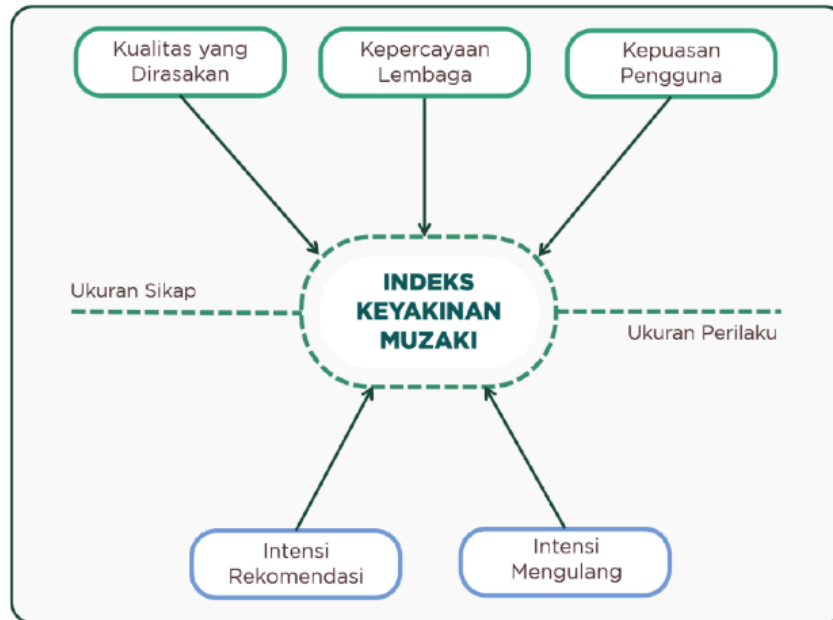 Kualitas yang
Dirasakan
Kepercayaan
Lembaga
Kepuasan
Pengguna
Ukuran Sikap
INDEKS
KEYAKINAN
MUZAKI
Ukuran Perilaku
Intensi
Rekomendasi
Intensi
Mengulang